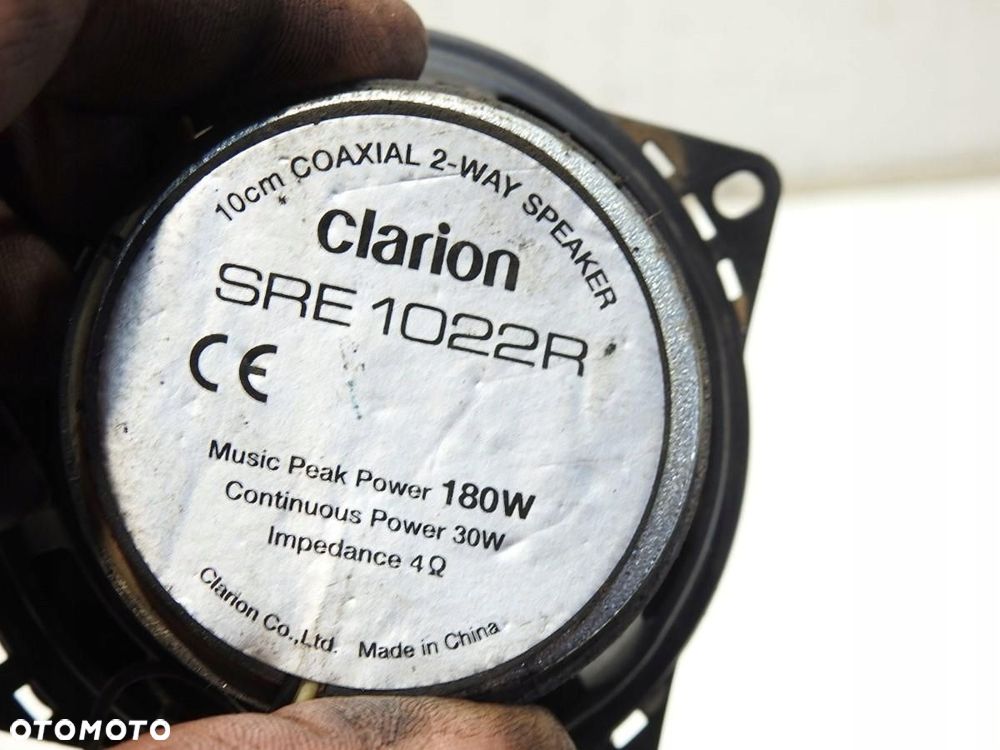 10cm COAXIAL 2-WAY SPEAKER
Clarion
SRE 1022R
CE
Music Peak Power 180W
Continuous Power 30W
Impedance 4Ω
Clarion Co.,Ltd. Made in China
OTOMOTO